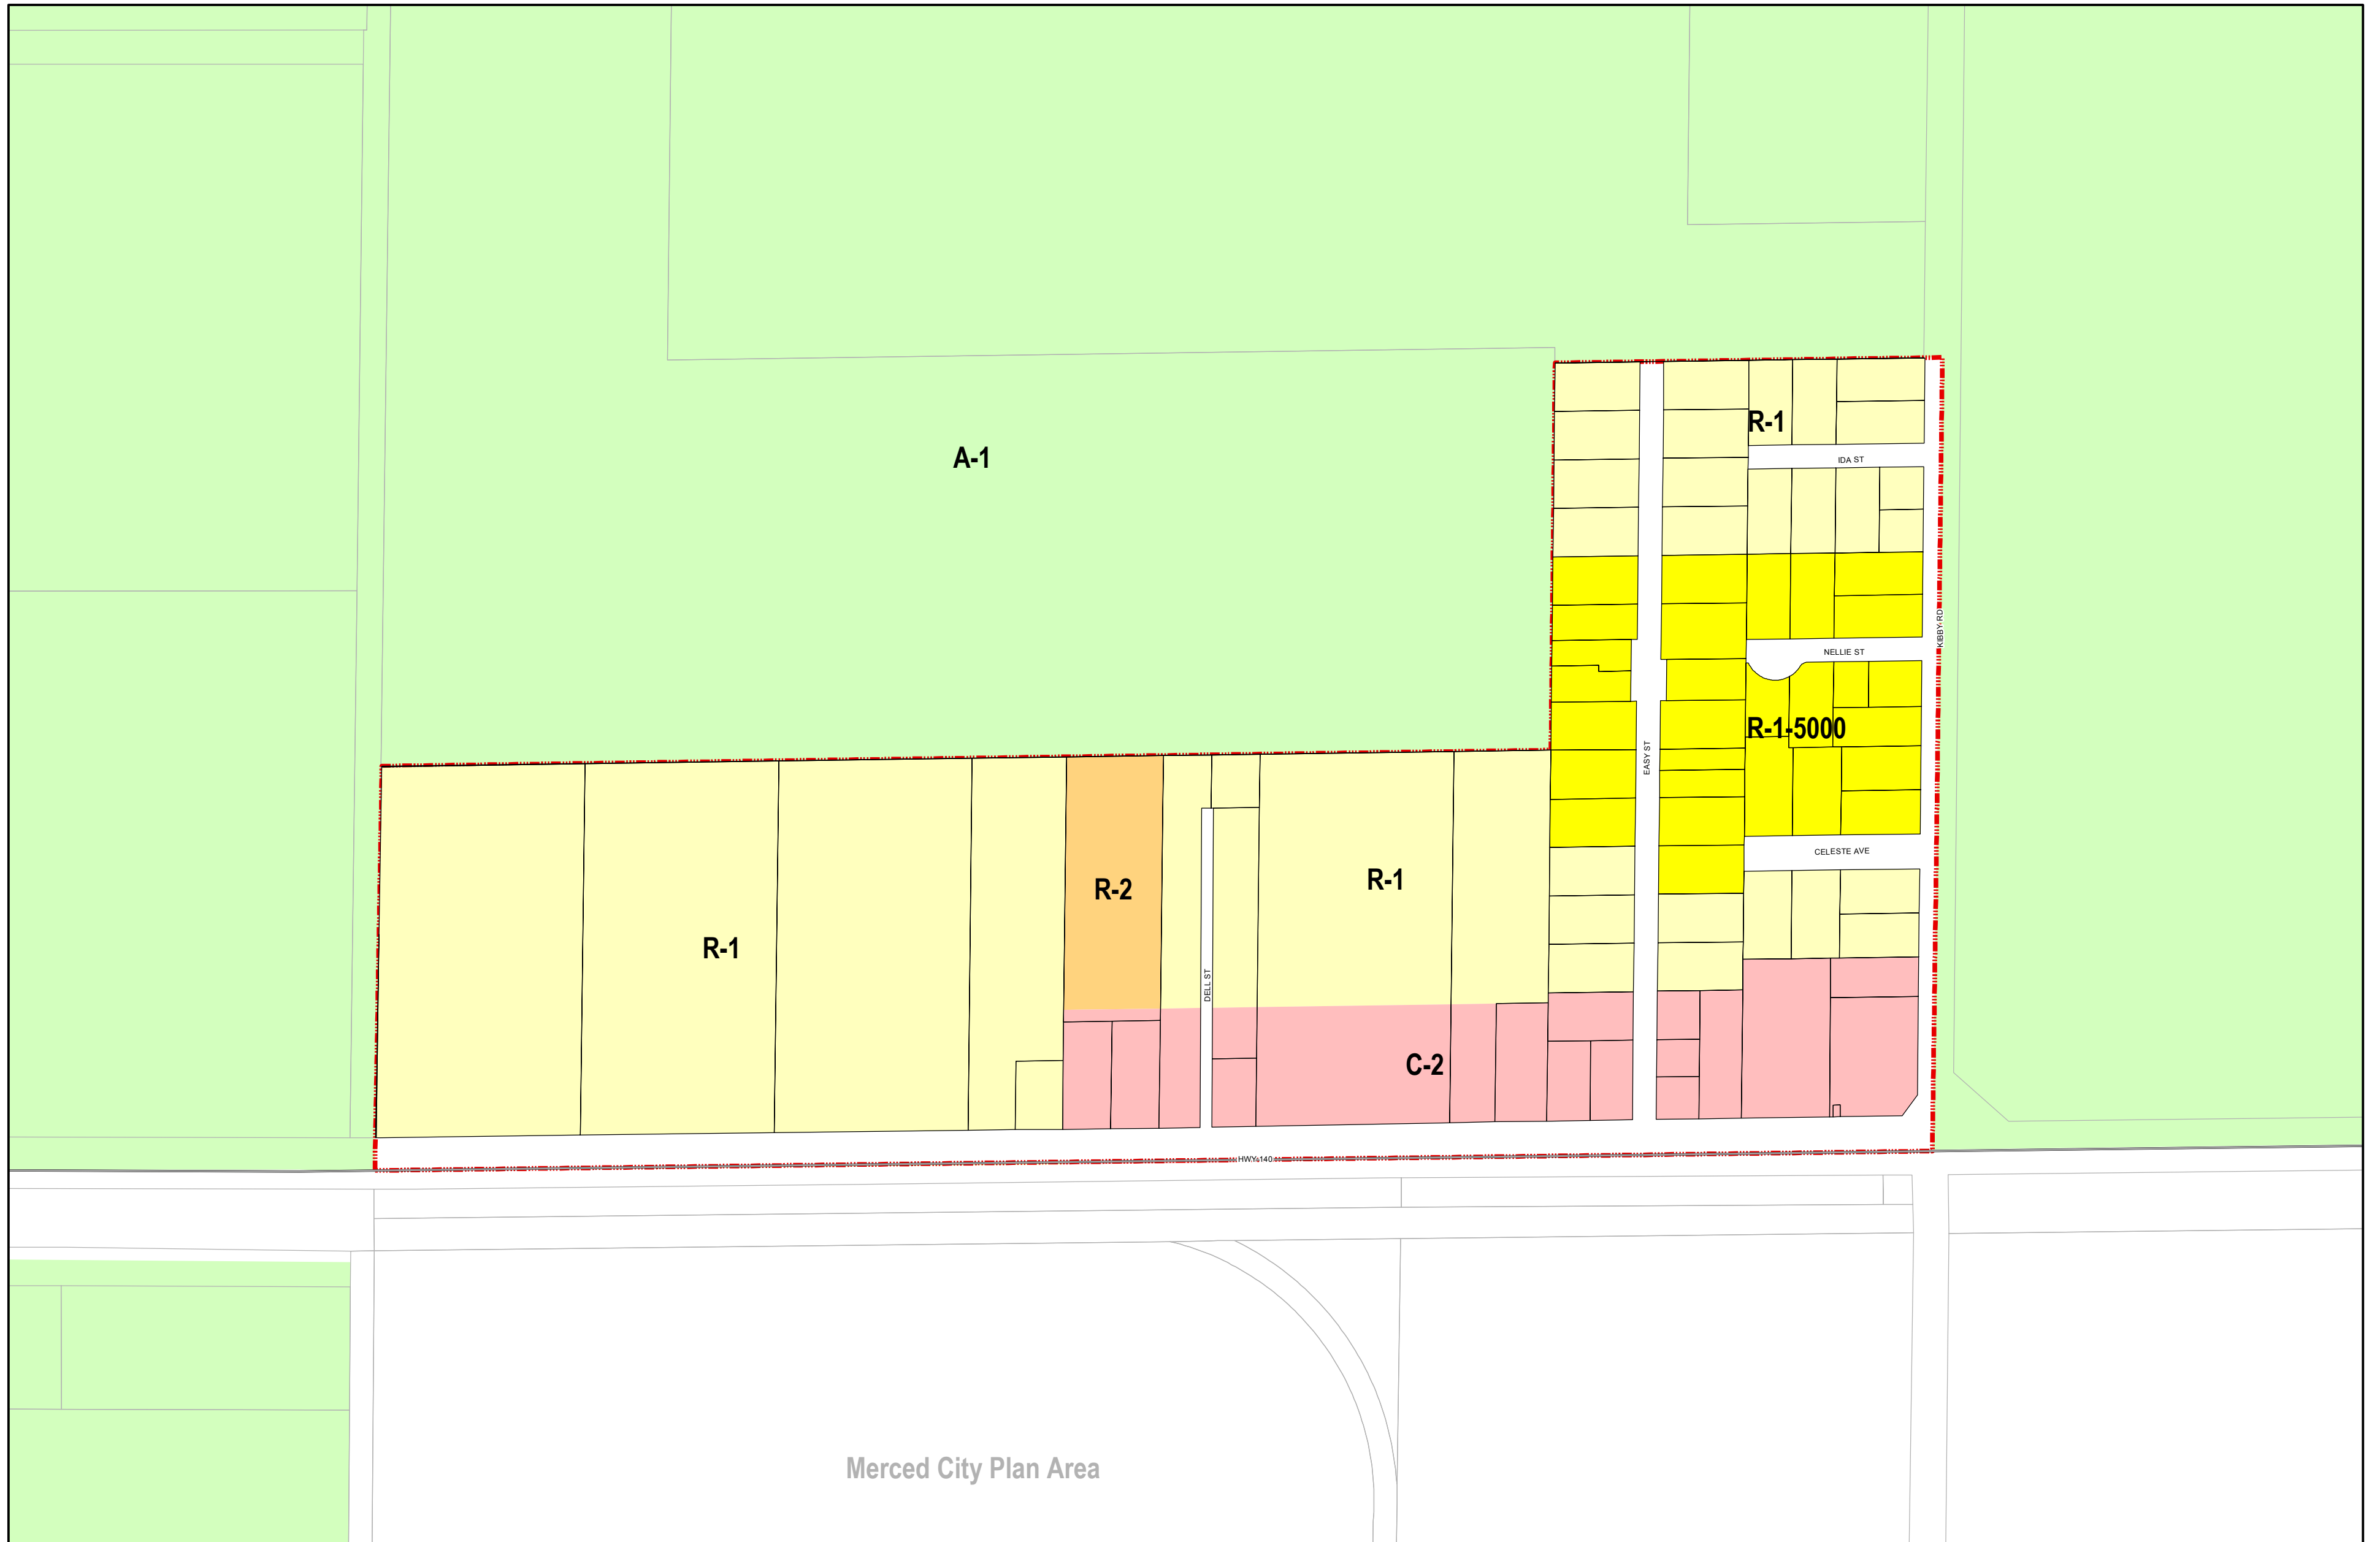 R-1
A-1
IDA ST
KIBBY RD
NELLIE ST
R-1-5000
EASY ST
CELESTE AVE
R-1
R-2
R-1
DELL ST
C-2
HWY 140
Merced City Plan Area